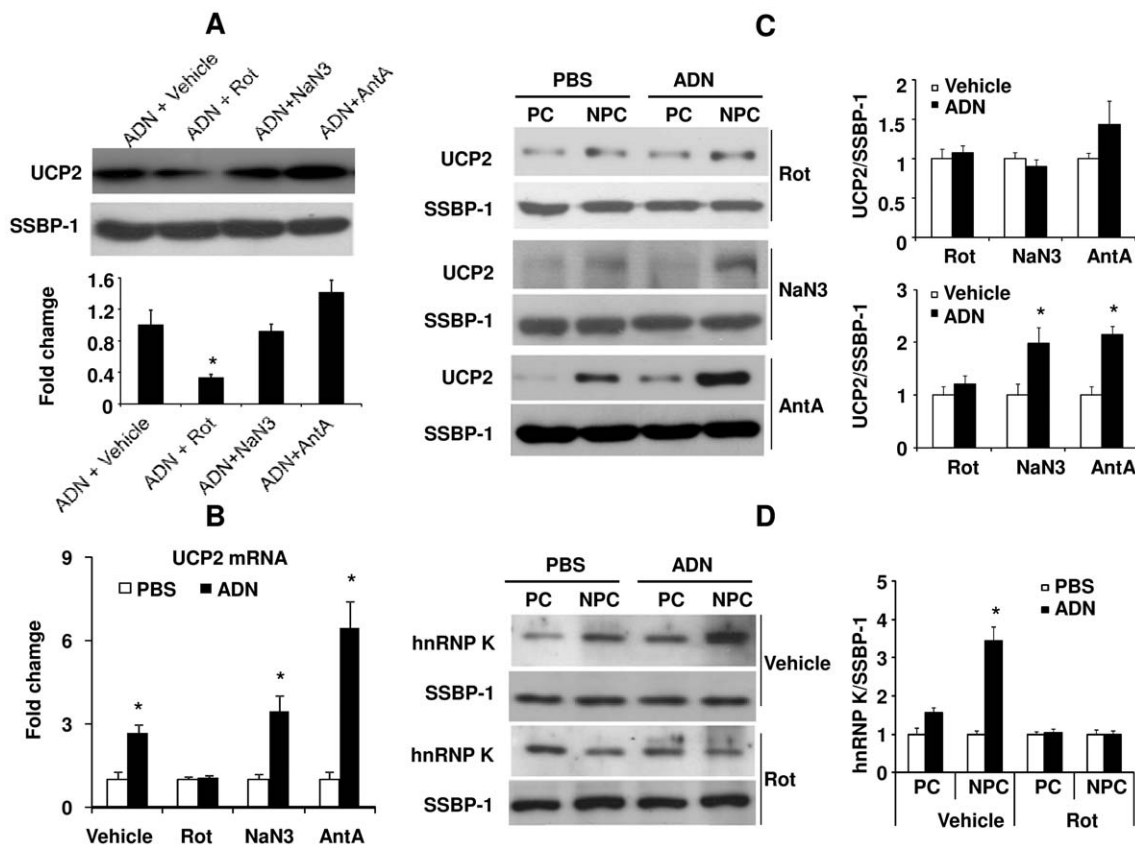 A
ADN + Vehicle
ADN + Rot
ADN+NaN3
ADN+AntA
UCP2
SSBP-1
Fold chamge
1.6
1.2
0.8
0.4
0
ADN + Vehicle
ADN + Rot
ADN+NaN3
ADN+AntA
B
UCP2 mRNA
PBS ADN
Fold chamge
9
6
3
0
* * *
Vehicle Rot NaN3 AntA
C
PBS ADN
PC NPC PC NPC
UCP2
SSBP-1
Rot
UCP2
SSBP-1
NaN3
UCP2
SSBP-1
AntA
UCP2/SSBP-1
Vehicle
ADN
2
1.5
1
0.5
0
Rot NaN3 AntA
UCP2/SSBP-1
Vehicle
ADN
3
2
1
0
* *
Rot NaN3 AntA
D
PBS ADN
PC NPC PC NPC
hnRNP K
SSBP-1
Vehicle
hnRNP K
SSBP-1
Rot
hnRNP K/SSBP-1
PBS
ADN
5
4
3
2
1
0
*
PC NPC PC NPC
Vehicle Rot